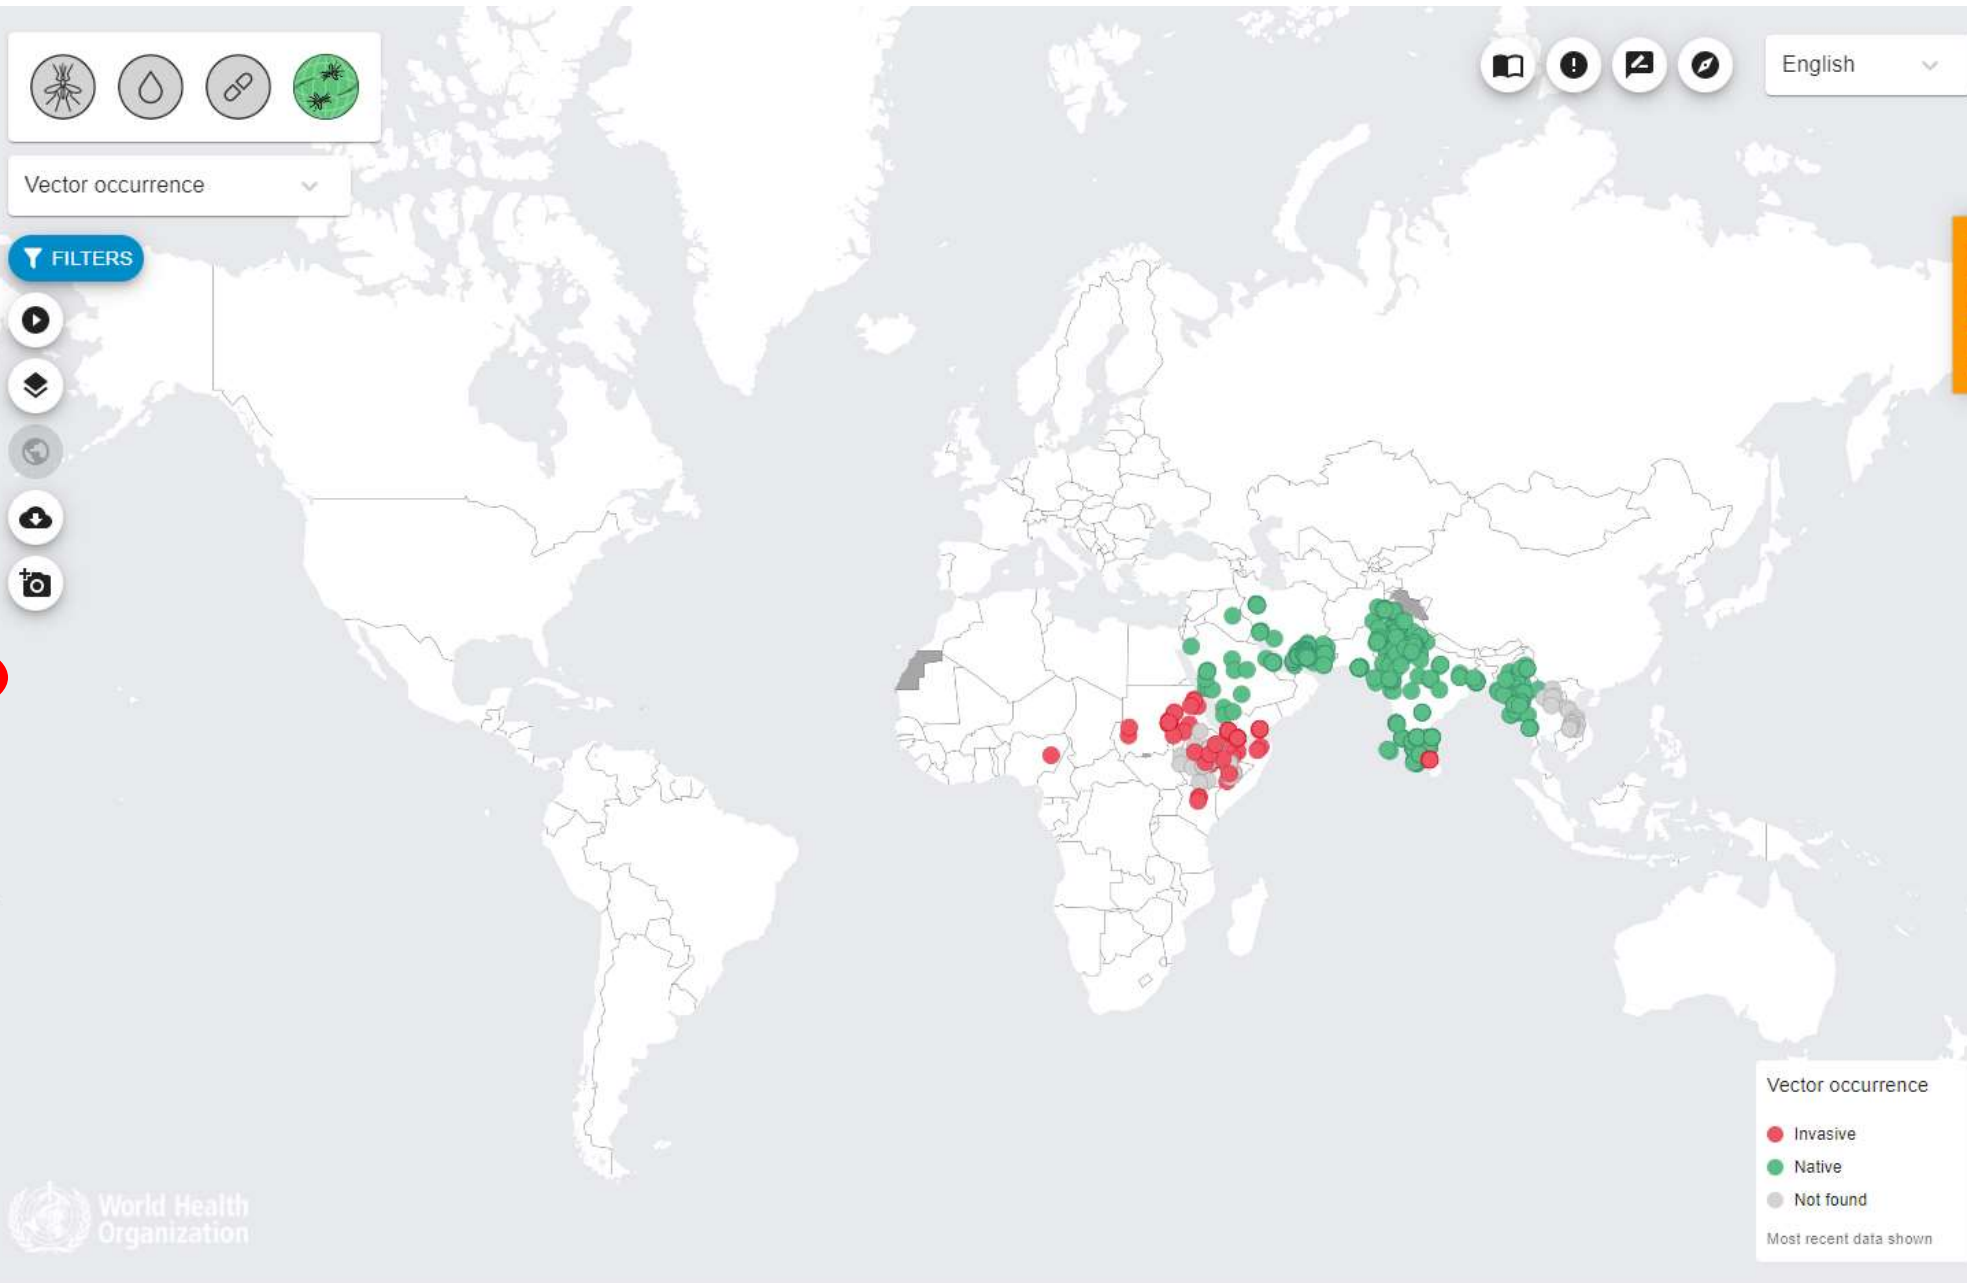 English
Vector occurrence
FILTERS
Vector occurrence
Invasive
Native
Not found
Most recent data shown
World Health
Organization